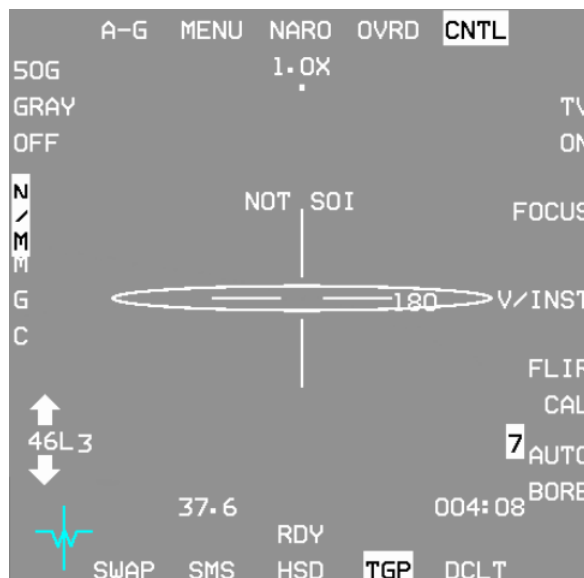 A-G MENU NARO OVRD CNTL
50G 1.0X
GRAY TV
OFF ON
N/M NOT SOI FOCUS
M
G 180 V/INST
C
FLIR
CAL
46L3 7 AUTO
37.6 004:08 BORE
RDY
SWAP SMS HSD TGP DCLT